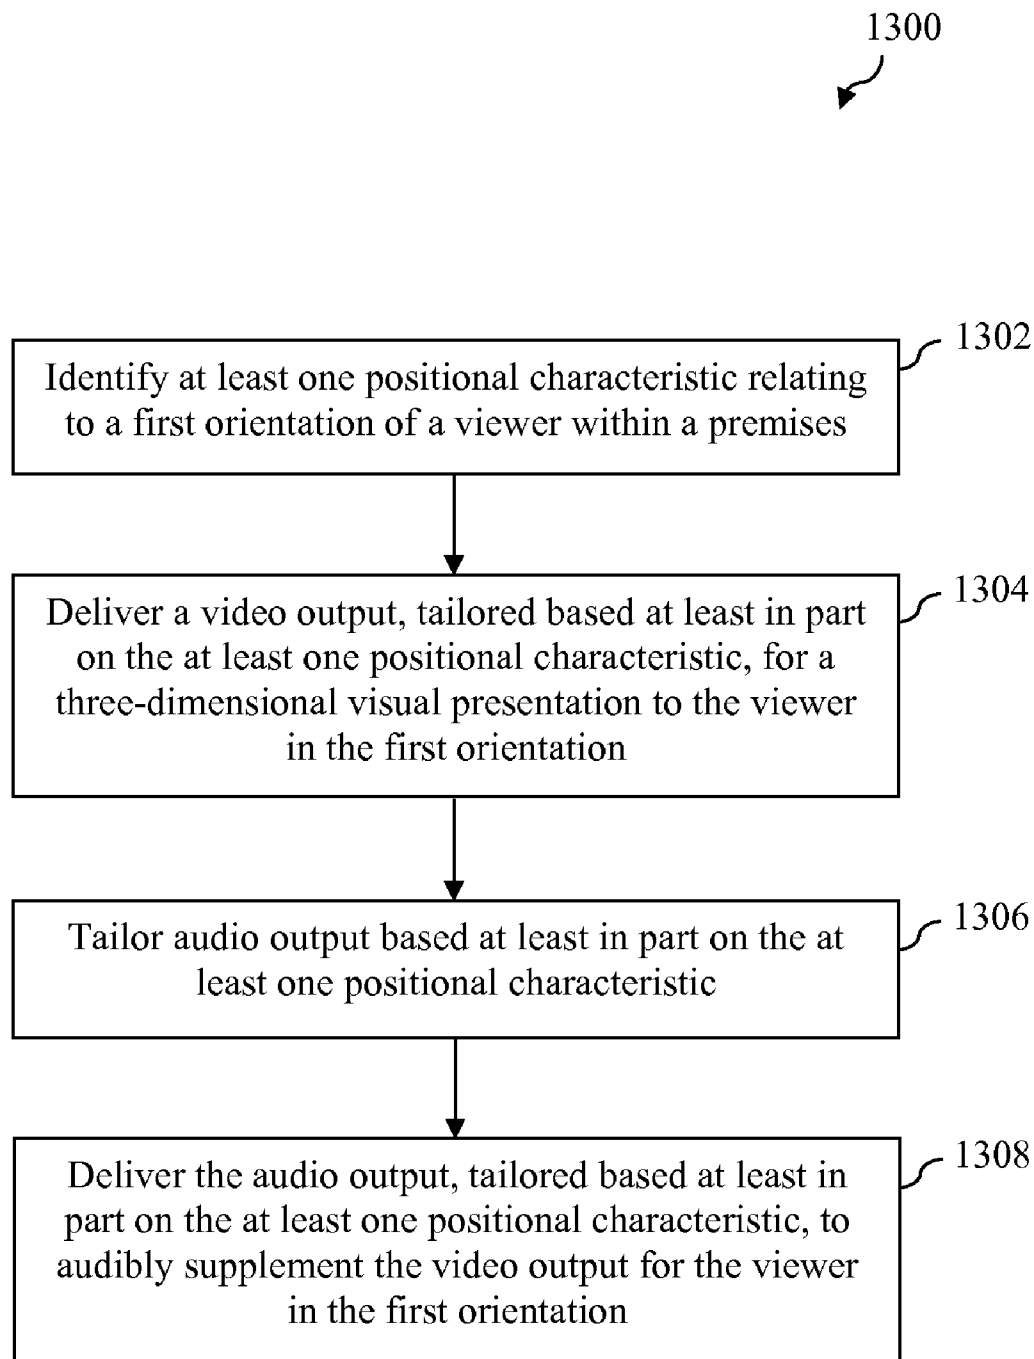 1300
1302
Identify at least one positional characteristic relating
to a first orientation of a viewer within a premises
1304
Deliver a video output, tailored based at least in part
on the at least one positional characteristic, for a
three-dimensional visual presentation to the viewer
in the first orientation
1306
Tailor audio output based at least in part on the at
least one positional characteristic
1308
Deliver the audio output, tailored based at least in
part on the at least one positional characteristic, to
audibly supplement the video output for the viewer
in the first orientation